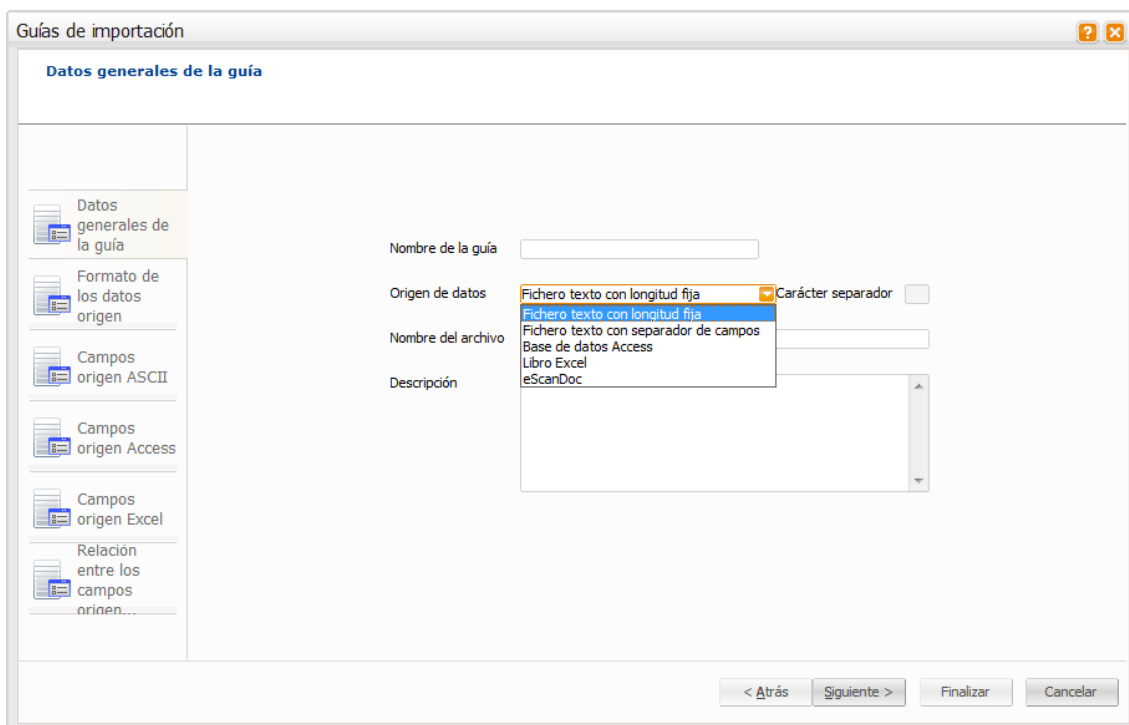 Guías de importación
Datos generales de la guía
Datos
generales de
la guía
Formato de
los datos
origen
Campos
origen ASCII
Campos
origen Access
Campos
origen Excel
Relación
entre los
campos
origen...
Nombre de la guía
Origen de datos
Fichero texto con longitud fija
Carácter separador
Fichero texto con longitud fija
Fichero texto con separador de campos
Base de datos Access
Libro Excel
eScanDoc
Nombre del archivo
Descripción
< Atrás
Siguiente >
Finalizar
Cancelar